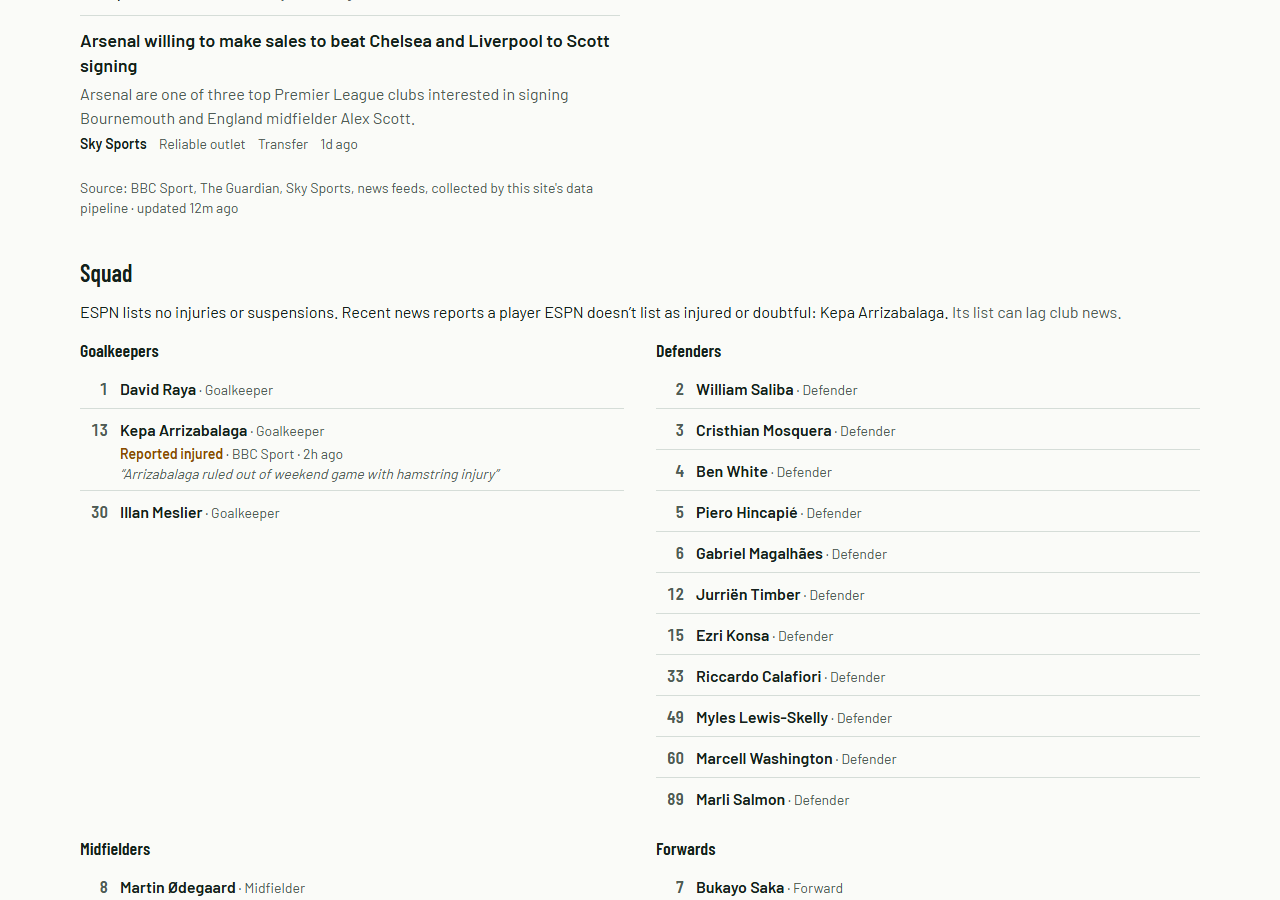 Arsenal willing to make sales to beat Chelsea and Liverpool to Scott
signing
Arsenal are one of three top Premier League clubs interested in signing
Bournemouth and England midfielder Alex Scott.
Sky Sports Reliable outlet Transfer 1d ago
Source: BBC Sport, The Guardian, Sky Sports, news feeds, collected by this site's data
pipeline · updated 12m ago
Squad
ESPN lists no injuries or suspensions. Recent news reports a player ESPN doesn’t list as injured or doubtful: Kepa Arrizabalaga. Its list can lag club news.
Goalkeepers
1 David Raya · Goalkeeper
13 Kepa Arrizabalaga · Goalkeeper
Reported injured · BBC Sport · 2h ago
“Arrizabalaga ruled out of weekend game with hamstring injury”
30 Illan Meslier · Goalkeeper
Defenders
2 William Saliba · Defender
3 Cristhian Mosquera · Defender
4 Ben White · Defender
5 Piero Hincapié · Defender
6 Gabriel Magalhães · Defender
12 Jurriën Timber · Defender
15 Ezri Konsa · Defender
33 Riccardo Calafiori · Defender
49 Myles Lewis-Skelly · Defender
60 Marcell Washington · Defender
89 Marli Salmon · Defender
Midfielders
8 Martin Ødegaard · Midfielder
Forwards
7 Bukayo Saka · Forward